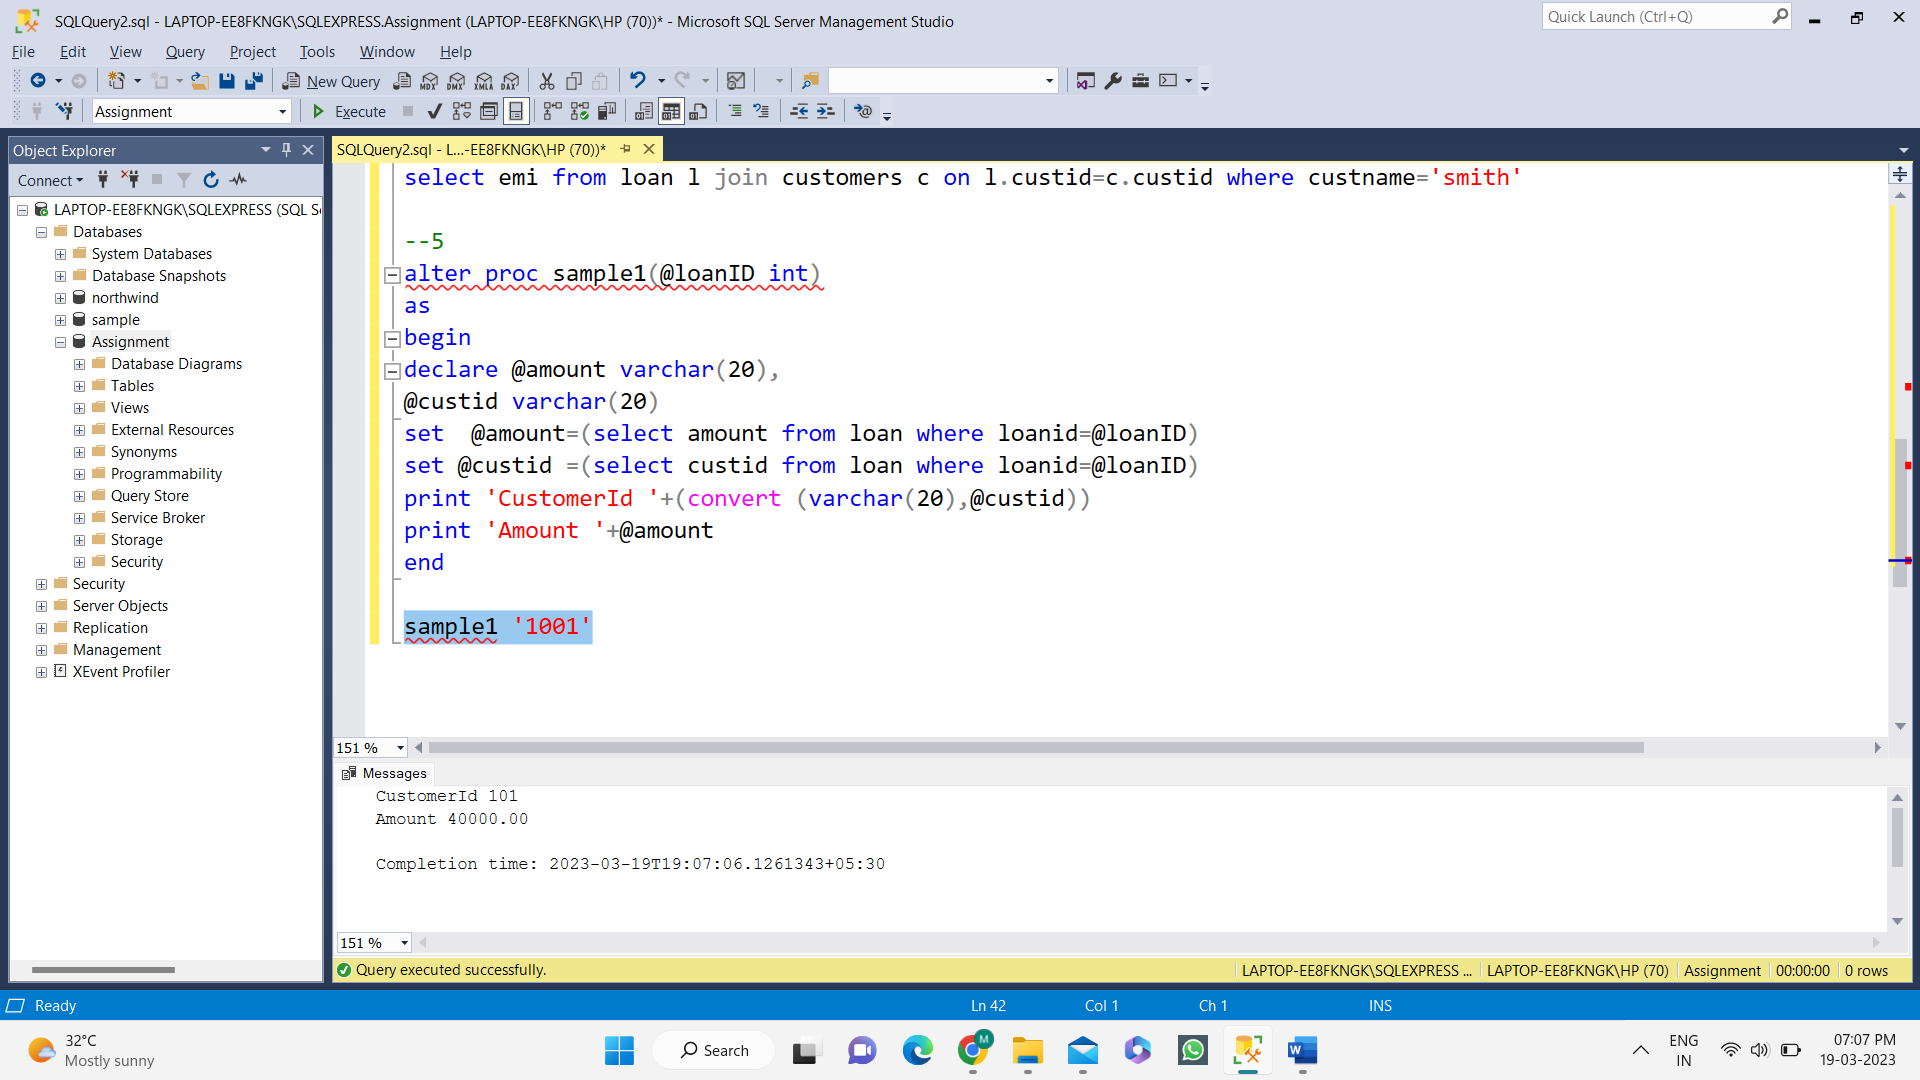 SQLQuery2.sql - LAPTOP-EE8FKNGK\SQLEXPRESS.Assignment (LAPTOP-EE8FKNGK\HP (70))* - Microsoft SQL Server Management Studio
Quick Launch (Ctrl+Q)
File Edit View Query Project Tools Window Help
New Query MDX DMX XMLA DAX
Assignment Execute
Object Explorer
SQLQuery2.sql - L...-EE8FKNGK\HP (70))*
Connect
LAPTOP-EE8FKNGK\SQLEXPRESS (SQL S
Databases
System Databases
Database Snapshots
northwind
sample
Assignment
Database Diagrams
Tables
Views
External Resources
Synonyms
Programmability
Query Store
Service Broker
Storage
Security
Security
Server Objects
Replication
Management
XEvent Profiler
select emi from loan l join customers c on l.custid=c.custid where custname='smith'
--5
alter proc sample1(@loanID int)
as
begin
declare @amount varchar(20),
@custid varchar(20)
set  @amount=(select amount from loan where loanid=@loanID)
set @custid =(select custid from loan where loanid=@loanID)
print 'CustomerId '+(convert (varchar(20),@custid))
print 'Amount '+@amount
end
sample1 '1001'
151 %
Messages
CustomerId 101
Amount 40000.00
Completion time: 2023-03-19T19:07:06.1261343+05:30
151 %
Query executed successfully.
LAPTOP-EE8FKNGK\SQLEXPRESS ... LAPTOP-EE8FKNGK\HP (70) Assignment 00:00:00 0 rows
Ready Ln 42 Col 1 Ch 1 INS
32°C
Mostly sunny
Search
M
W
ENG
IN
07:07 PM
19-03-2023